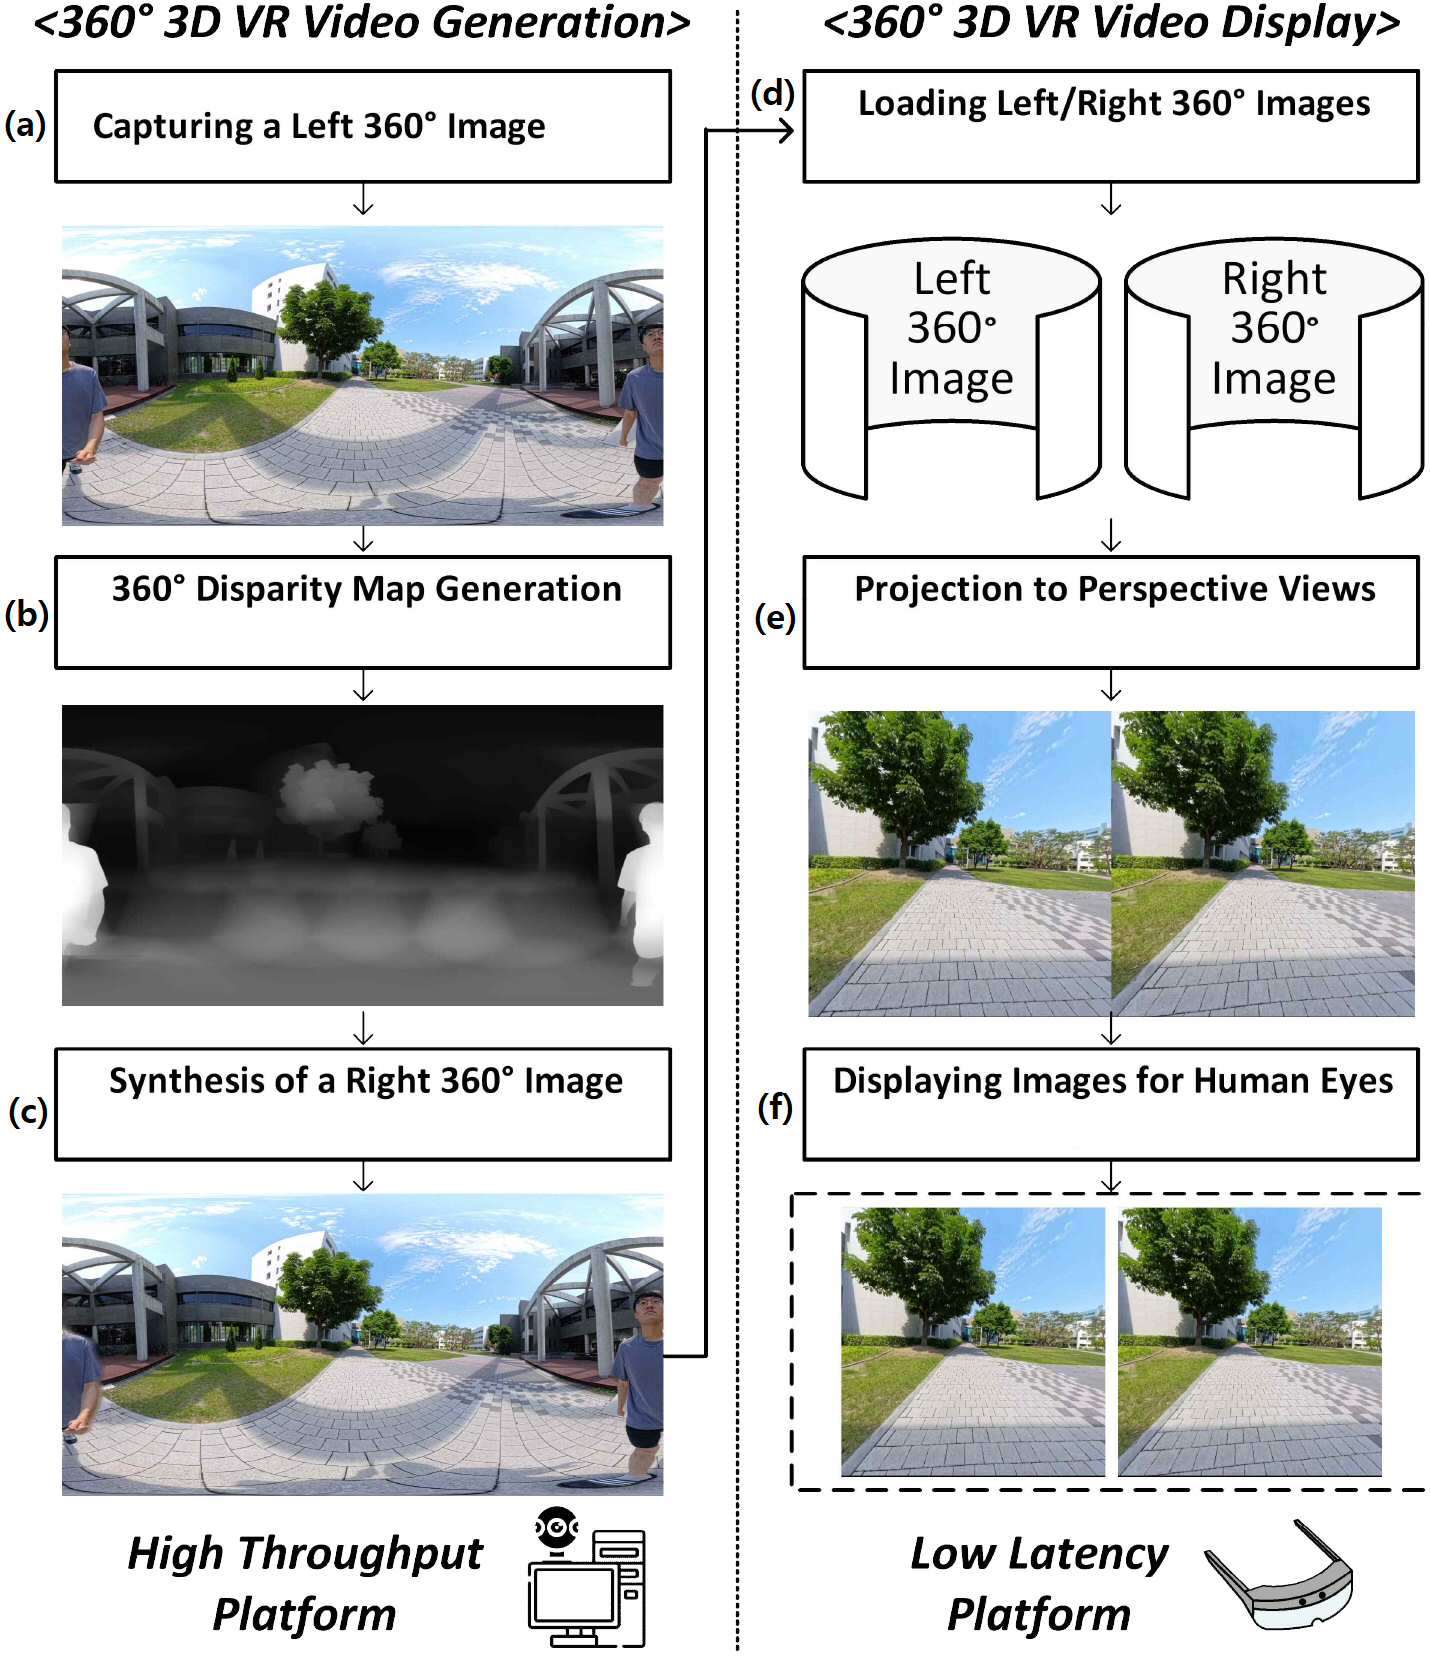 <360° 3D VR Video Generation>
(a)
Capturing a Left 360° Image
(b)
360° Disparity Map Generation
(c)
Synthesis of a Right 360° Image
High Throughput
Platform
<360° 3D VR Video Display>
(d)
Loading Left/Right 360° Images
Left
360°
Image
Right
360°
Image
(e)
Projection to Perspective Views
(f)
Displaying Images for Human Eyes
Low Latency
Platform